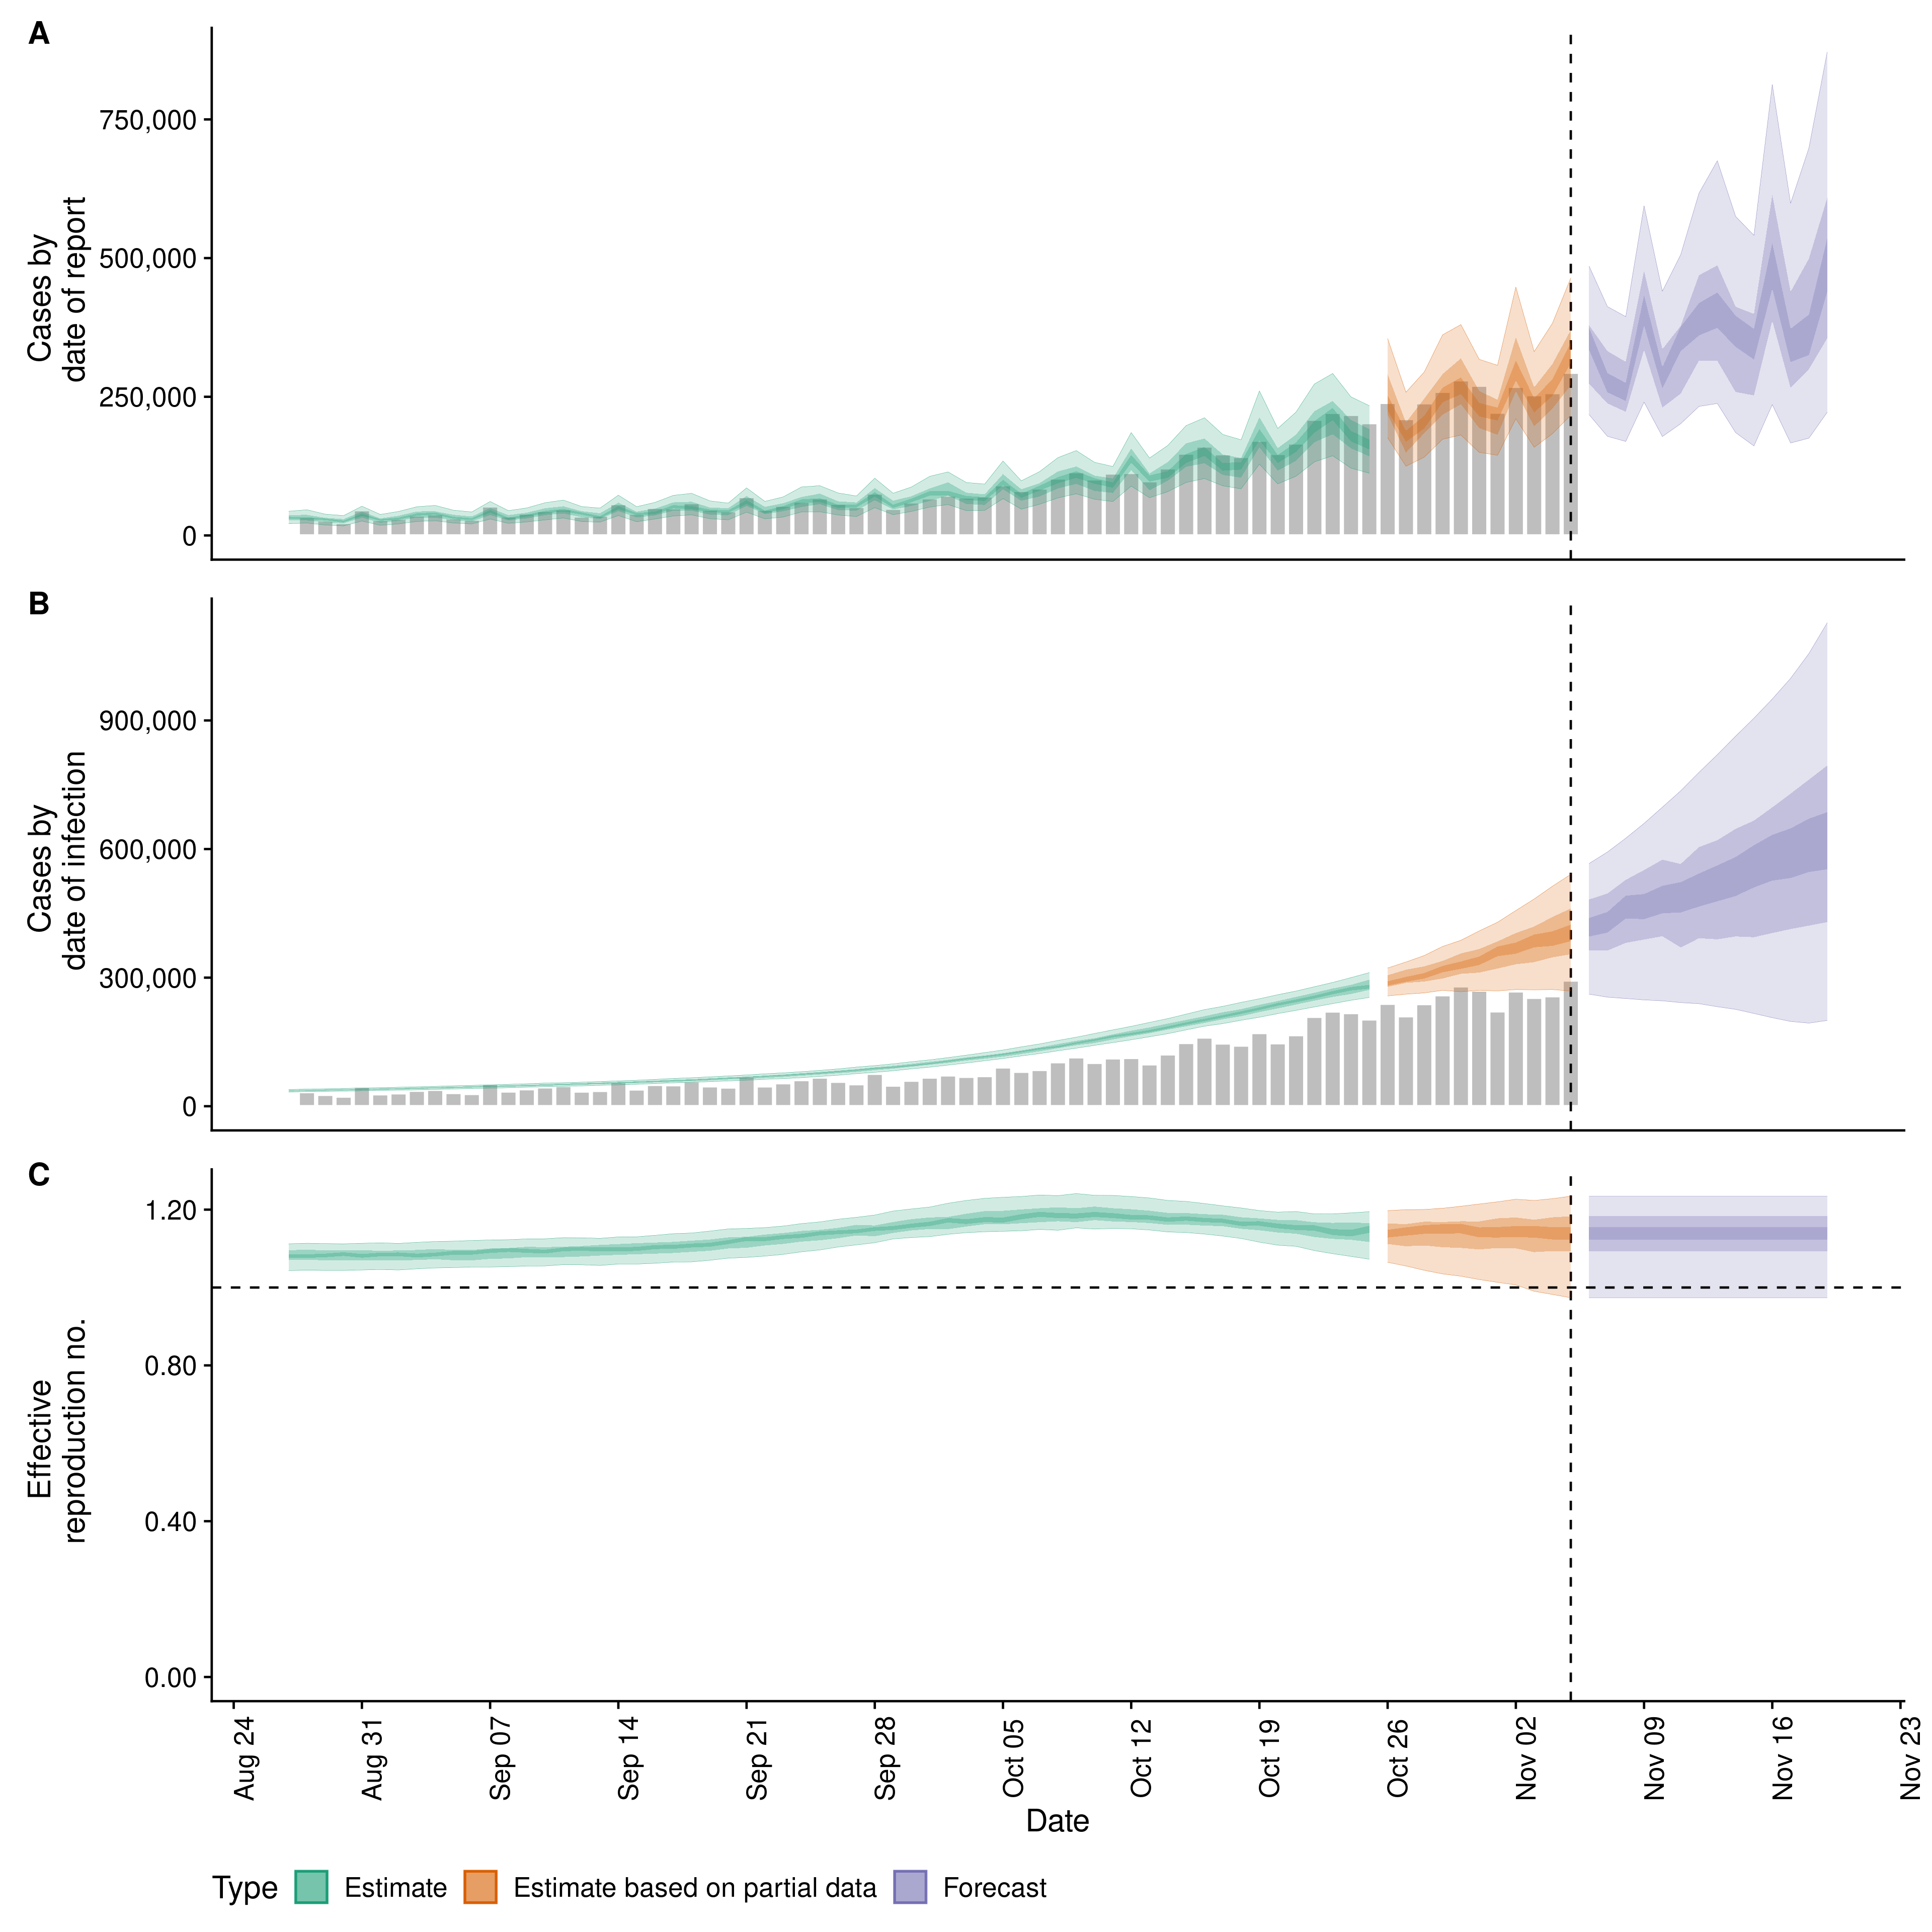 A
Cases by
date of report
750,000
500,000
250,000
0
B
Cases by
date of infection
900,000
600,000
300,000
0
C
Effective
reproduction no.
1.20
0.80
0.40
0.00
Aug 24
Aug 31
Sep 07
Sep 14
Sep 21
Sep 28
Oct 05
Oct 12
Oct 19
Oct 26
Nov 02
Nov 09
Nov 16
Nov 23
Date
Type Estimate Estimate based on partial data Forecast